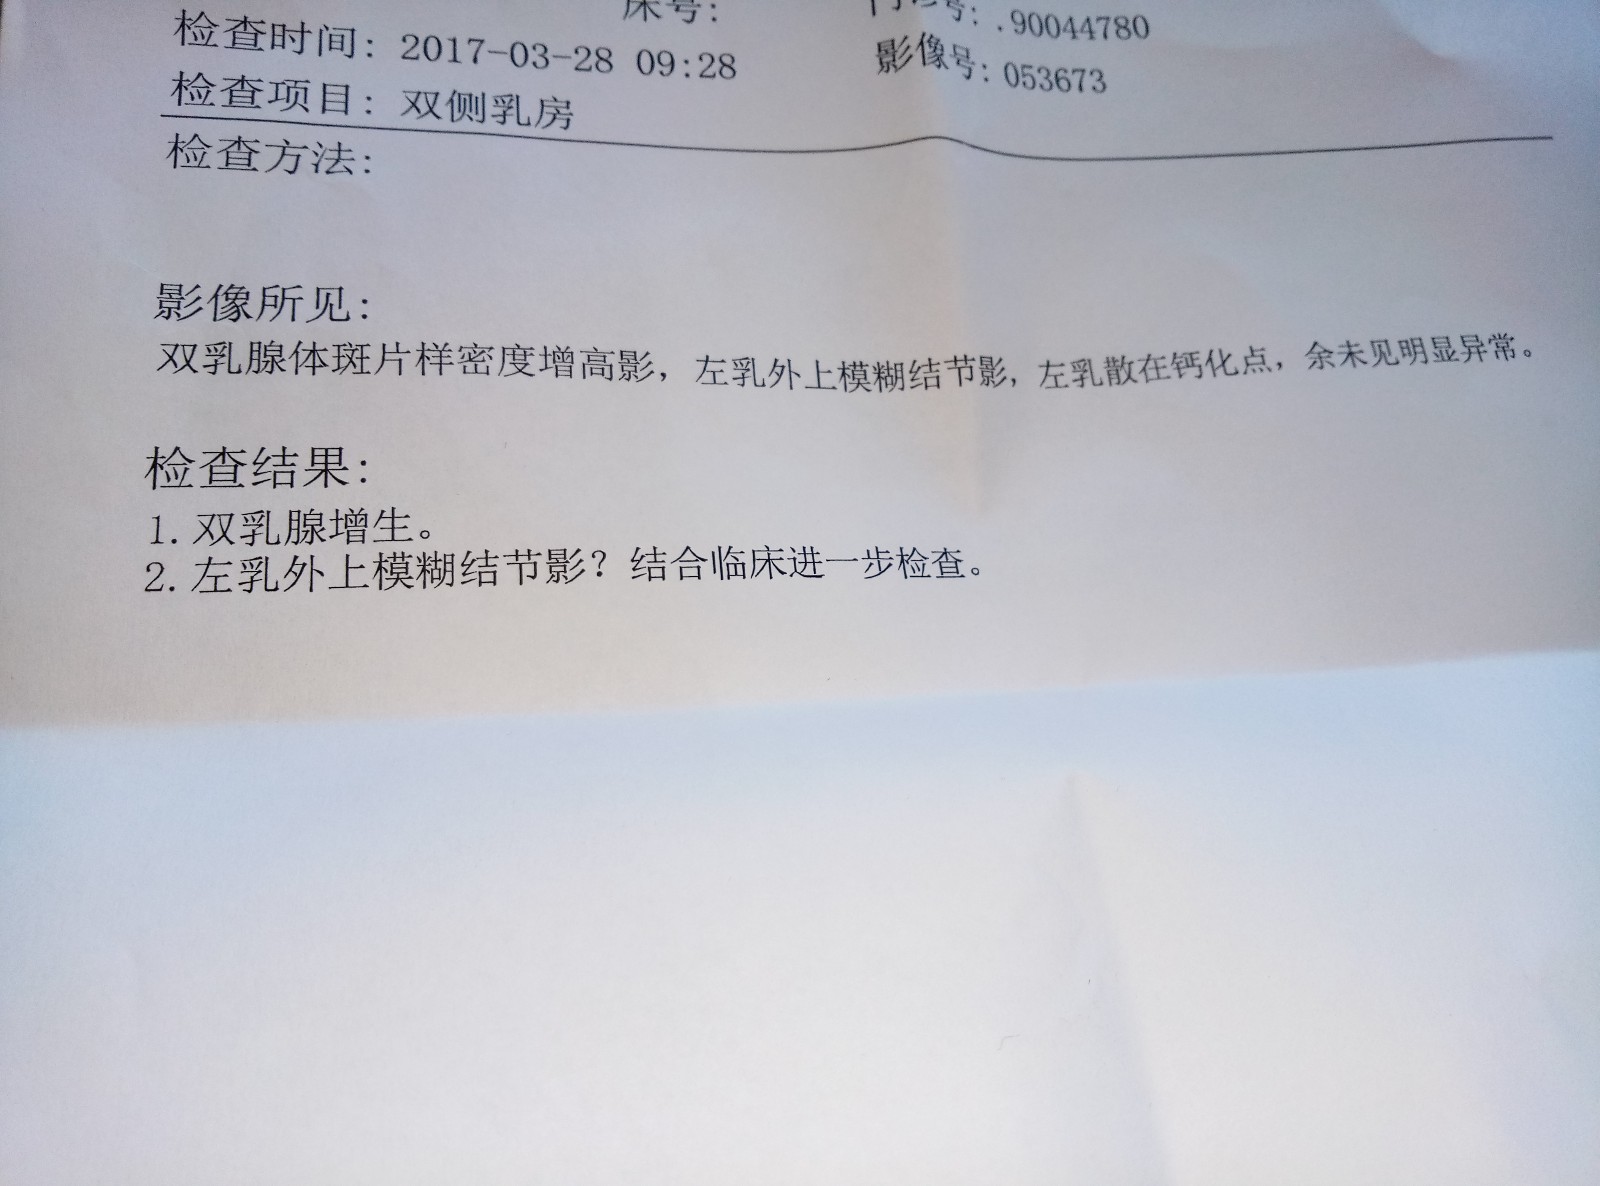 床号:
门诊号: .90044780
检查时间: 2017-03-28 09:28
影像号: 053673
检查项目: 双侧乳房
检查方法:
影像所见:
双乳腺体斑片样密度增高影，左乳外上模糊结节影，左乳散在钙化点，余未见明显异常。
检查结果:
1. 双乳腺增生。
2. 左乳外上模糊结节影？结合临床进一步检查。